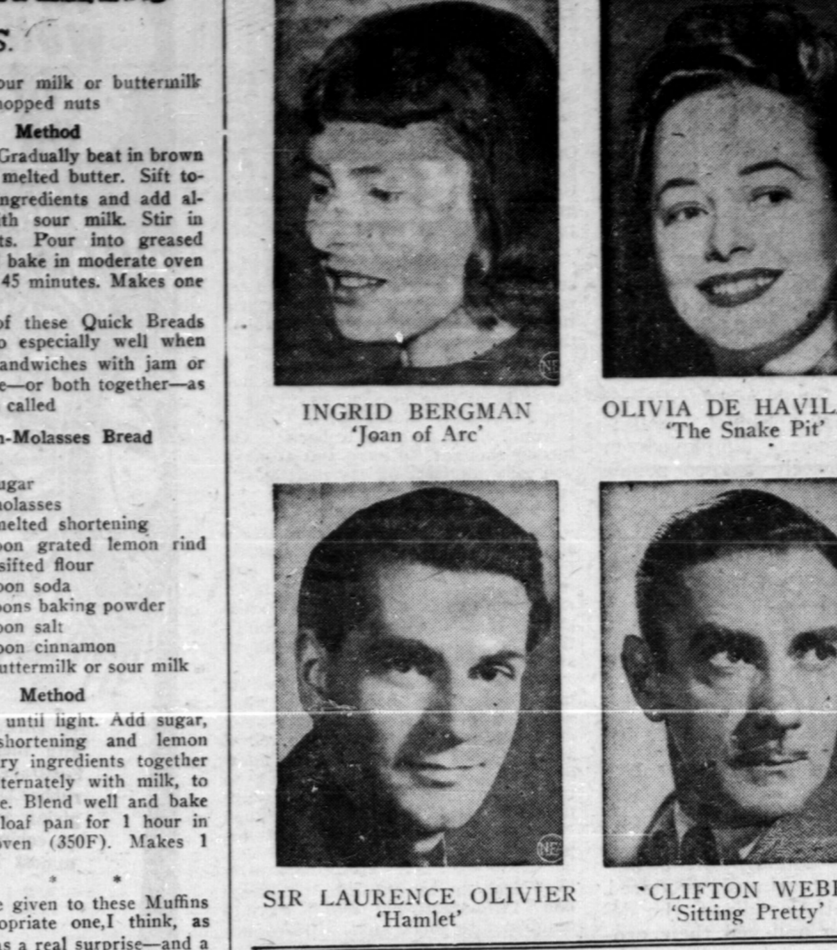 S.
our milk or buttermilk
hopped nuts
Method
Gradually beat in brown
melted butter. Sift to-
ingredients and add al-
ith sour milk. Stir in
ts. Pour into greased
bake in moderate oven
45 minutes. Makes one
of these Quick Breads
o especially well when
andwiches with jam or
e—or both together—as
called
n-Molasses Bread
ugar
nolasses
melted shortening
oon grated lemon rind
sifted flour
oon soda
oons baking powder
oon salt
oon cinnamon
uttermilk or sour milk
Method
until light. Add sugar,
shortening and lemon
ry ingredients together
ternately with milk, to
e. Blend well and bake
loaf pan for 1 hour in
oven (350F). Makes 1
* *
e given to these Muffins
opriate one,I think, as
s a real surprise—and a
INGRID BERGMAN
'Joan of Arc'
OLIVIA DE HAVIL
'The Snake Pit'
SIR LAURENCE OLIVIER
'Hamlet'
CLIFTON WEB
'Sitting Pretty'